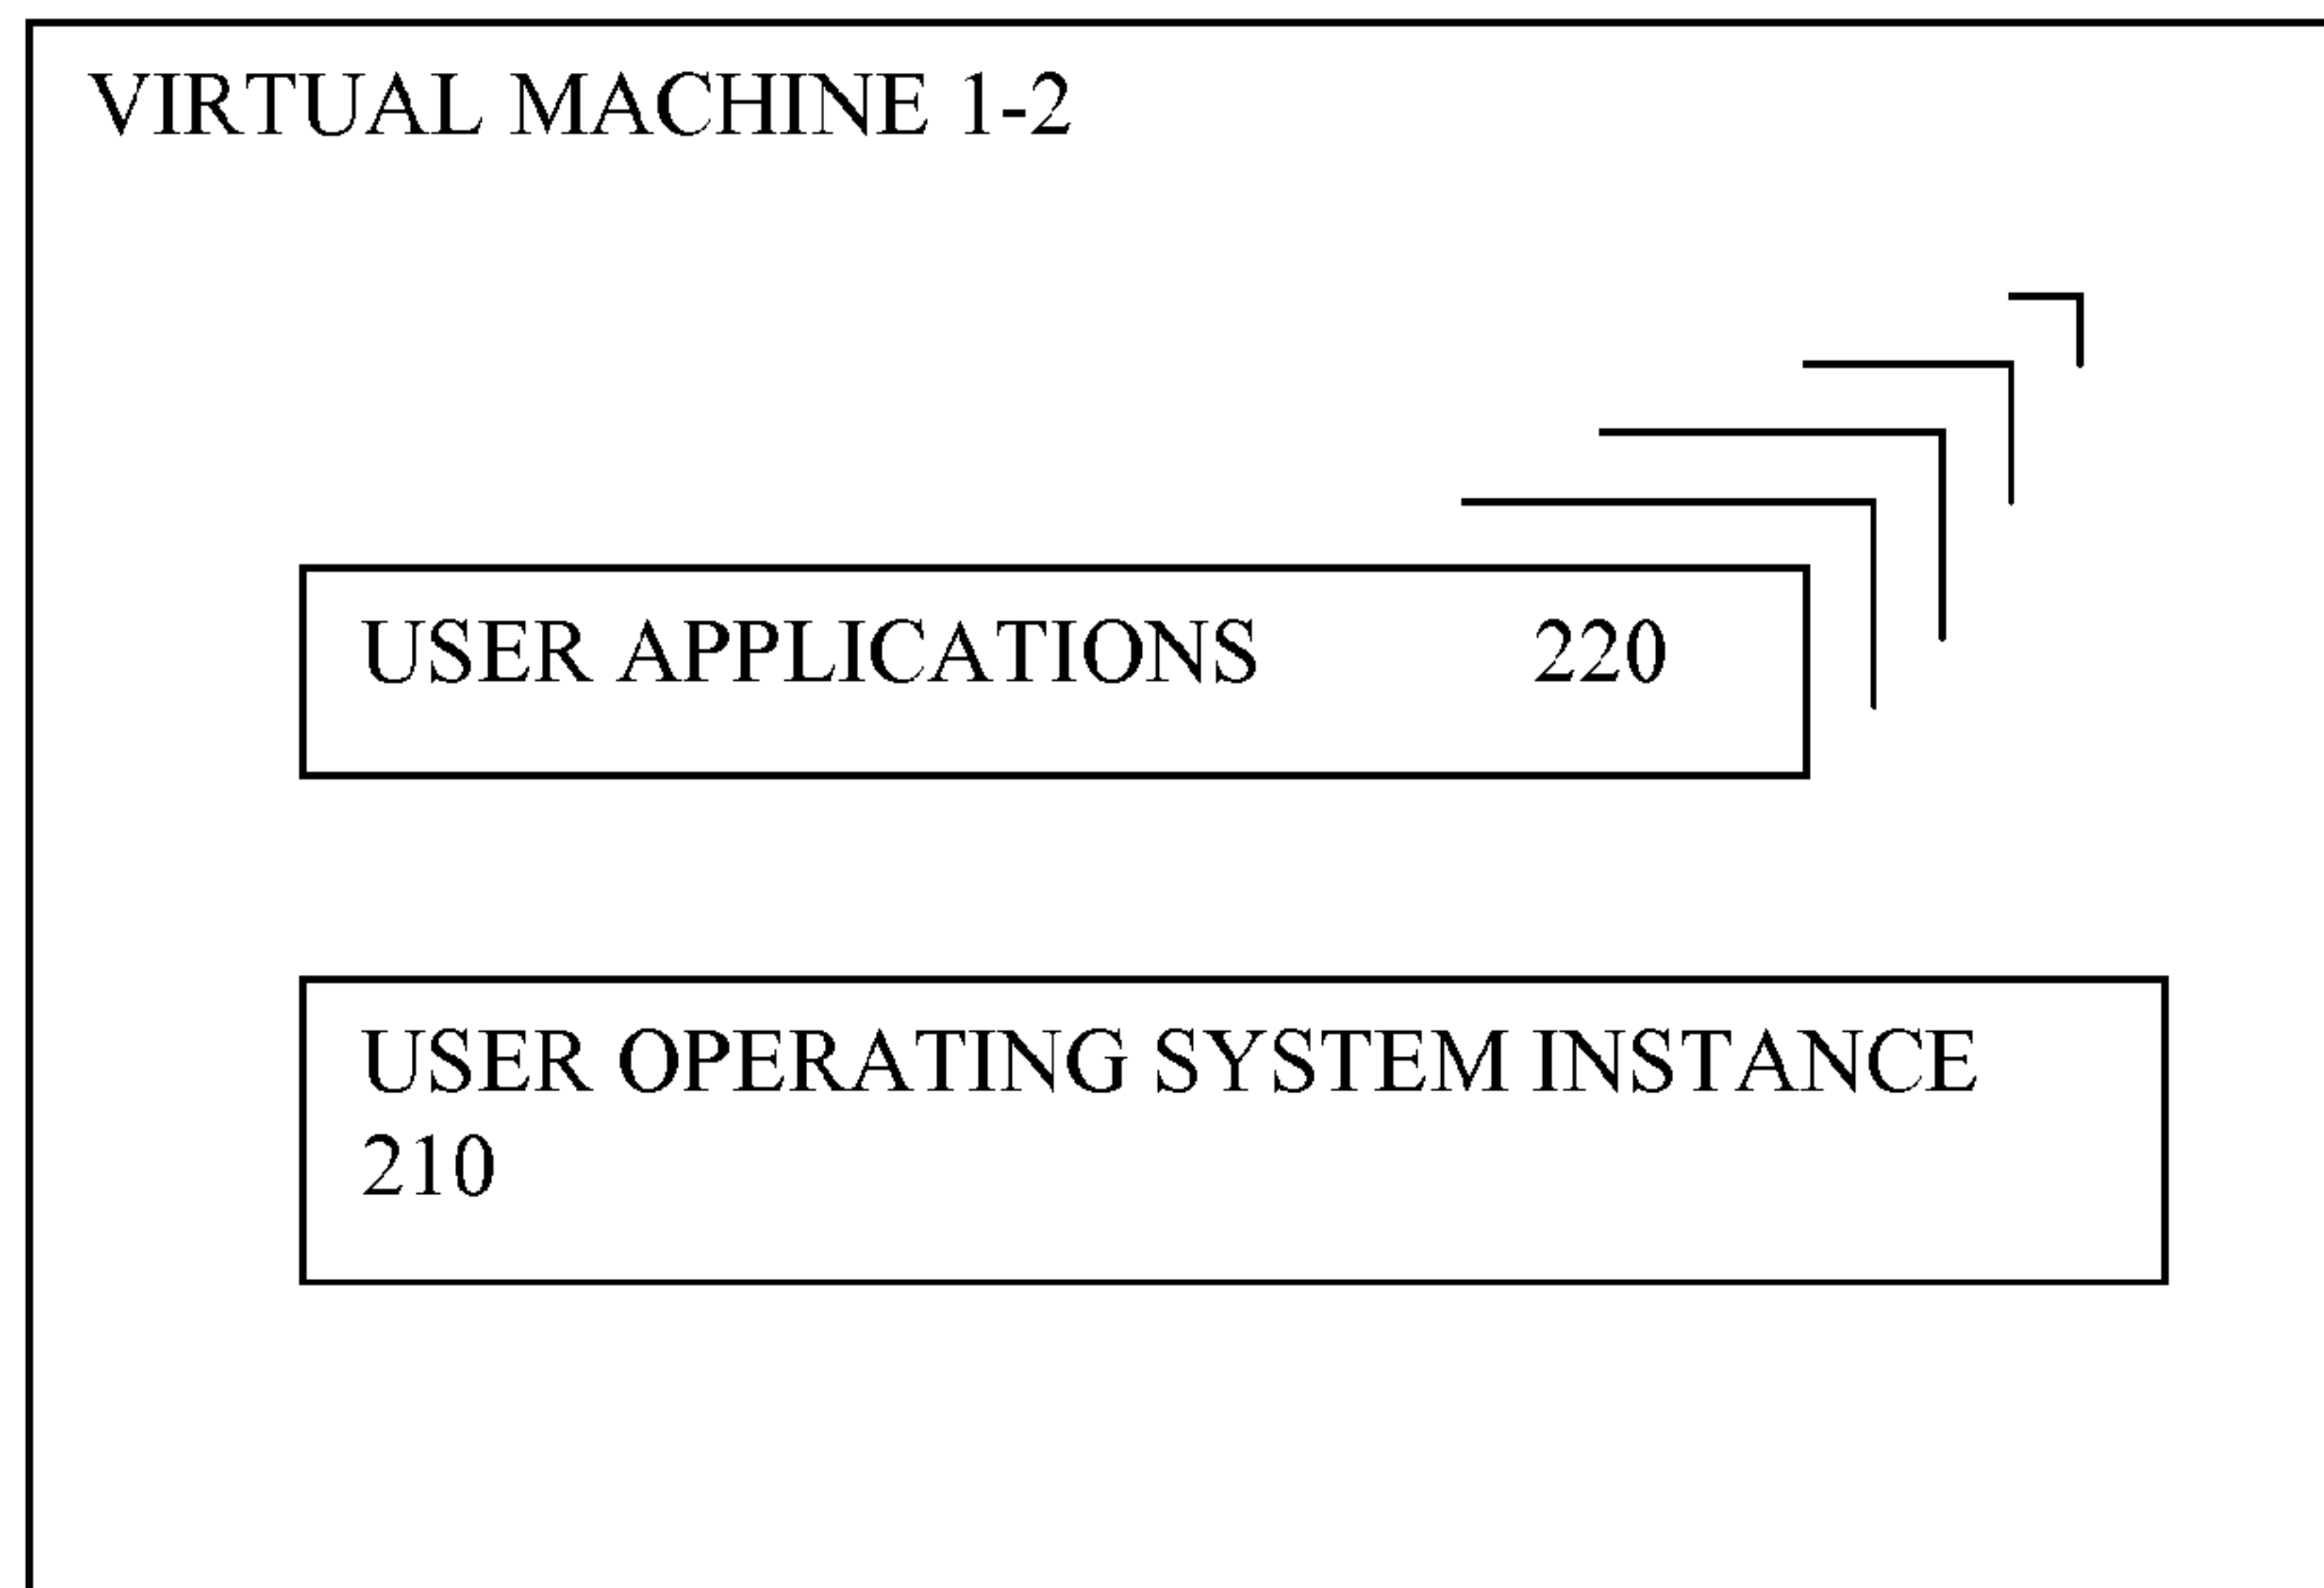 VIRTUAL MACHINE 1-2
USER APPLICATIONS 220
USER OPERATING SYSTEM INSTANCE
210